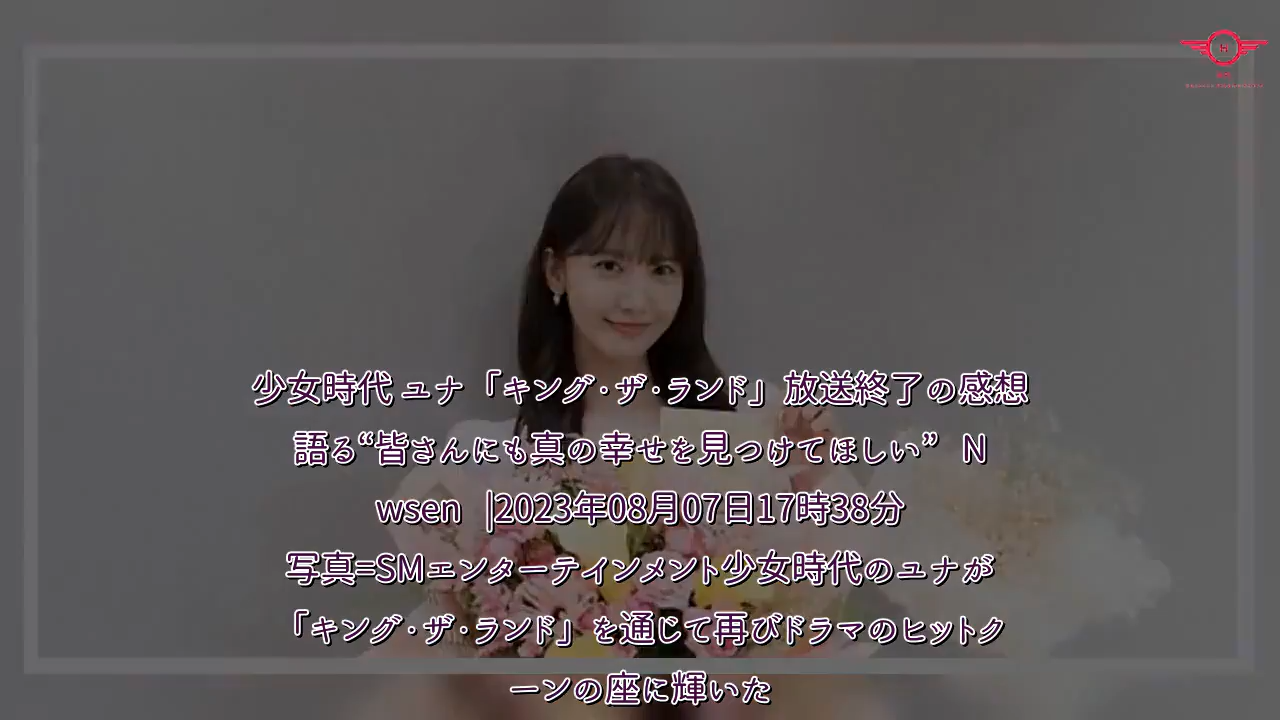 少女時代 ユナ「キング・ザ・ランド」放送終了の感想
語る“皆さんにも真の幸せを見つけてほしい” N
wsen |2023年08月07日17時38分
写真=SMエンターテインメント少女時代のユナが
「キング・ザ・ランド」を通じて再びドラマのヒットク
ーンの座に輝いた